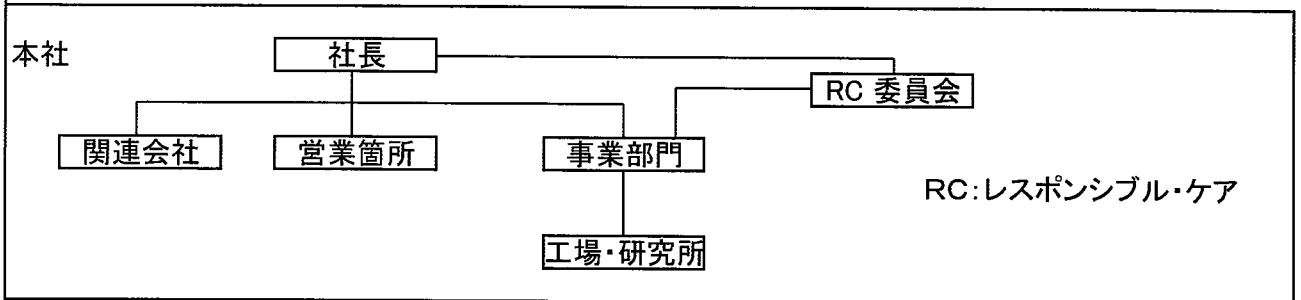 本社
社長
RC 委員会
関連会社
営業箇所
事業部門
RC:レスポンシブル・ケア
工場・研究所